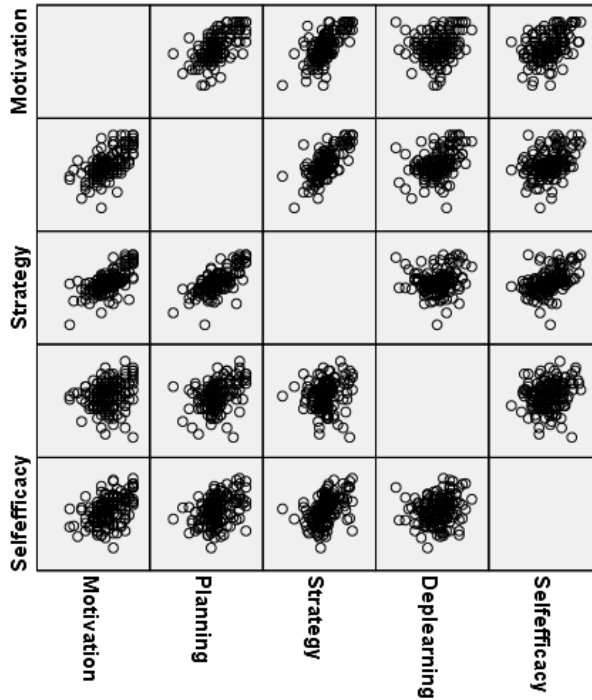 Motivation
Strategy
Selfefficacy
Motivation
Planning
Strategy
Deplearning
Selfefficacy